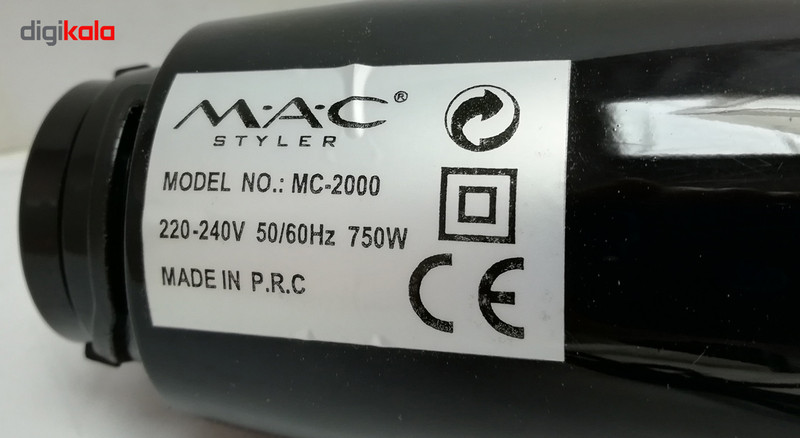 digikala
M·A·C®
STYLER
MODEL NO.: MC-2000
220-240V 50/60Hz 750W
MADE IN P.R.C
CE